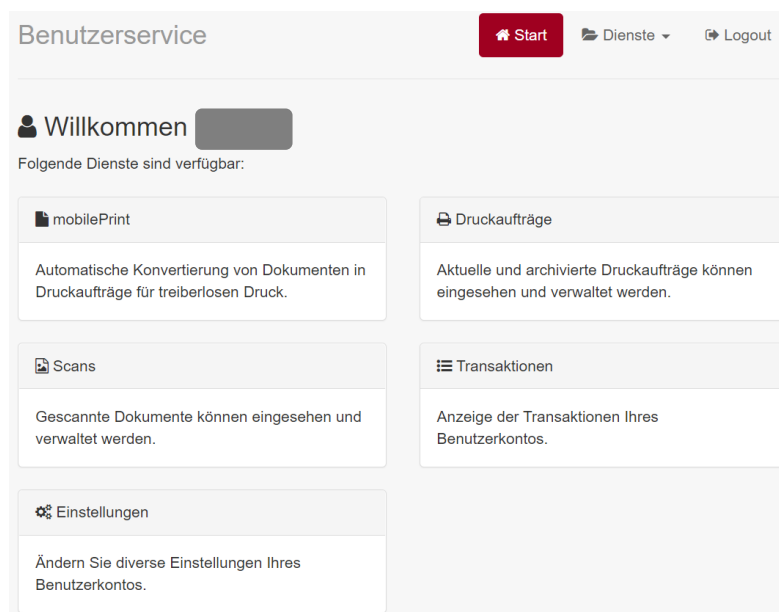 Benutzerservice
Start
Dienste
Logout
Willkommen
Folgende Dienste sind verfügbar:
mobilePrint
Automatische Konvertierung von Dokumenten in
Druckaufträge für treiberlosen Druck.
Druckaufträge
Aktuelle und archivierte Druckaufträge können
eingesehen und verwaltet werden.
Scans
Gescannte Dokumente können eingesehen und
verwaltet werden.
Transaktionen
Anzeige der Transaktionen Ihres
Benutzerkontos.
Einstellungen
Ändern Sie diverse Einstellungen Ihres
Benutzerkontos.